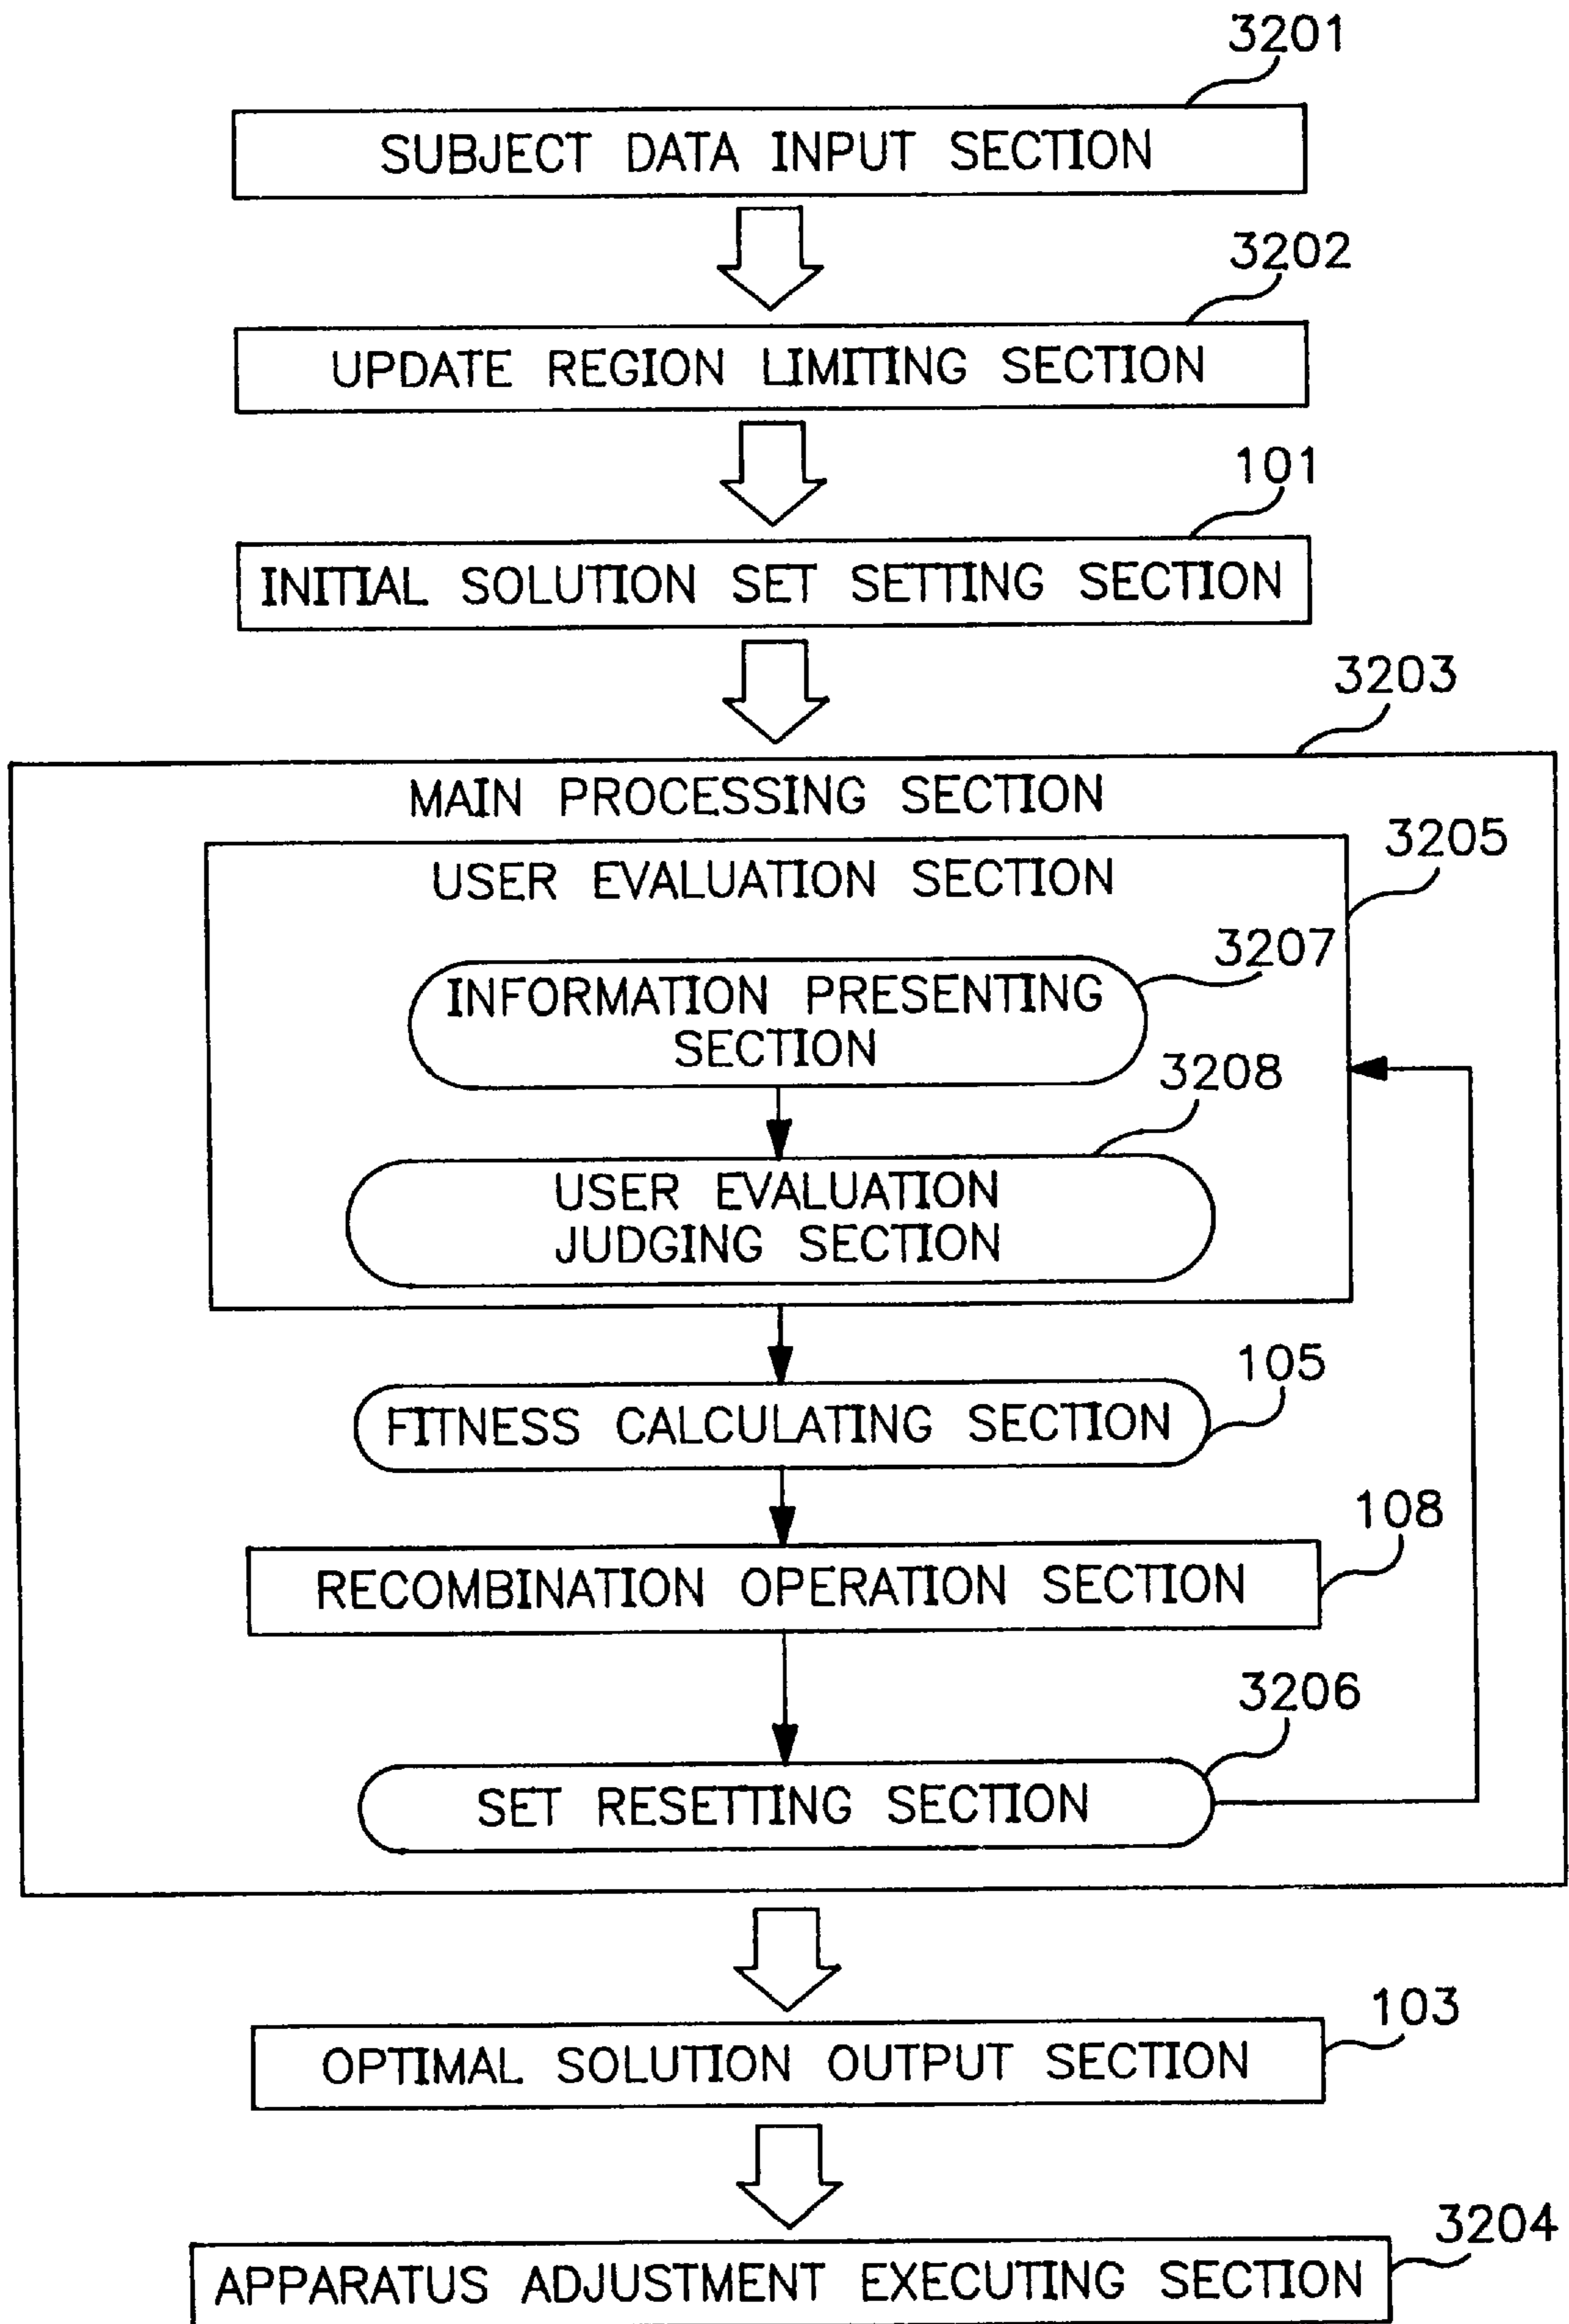 3201
SUBJECT DATA INPUT SECTION
3202
UPDATE REGION LIMITING SECTION
101
INITIAL SOLUTION SET SETTING SECTION
3203
MAIN PROCESSING SECTION
3205
USER EVALUATION SECTION
3207
INFORMATION PRESENTING
SECTION
3208
USER EVALUATION
JUDGING SECTION
105
FITNESS CALCULATING SECTION
108
RECOMBINATION OPERATION SECTION
3206
SET RESETTING SECTION
103
OPTIMAL SOLUTION OUTPUT SECTION
3204
APPARATUS ADJUSTMENT EXECUTING SECTION